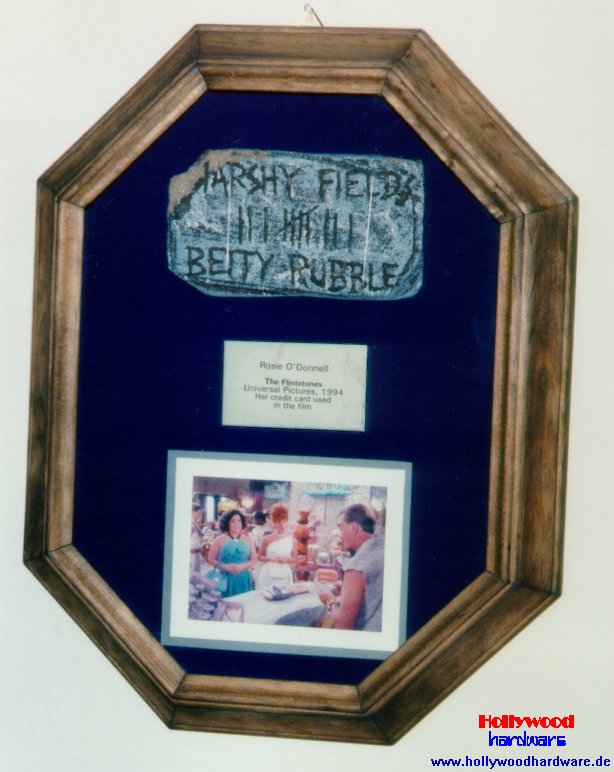 MARSHY FIELD'S
BETTY RUBBLE
Rosie O'Donnell
The Flintstones
Universal Pictures, 1994
Her credit card used
in the film
Hollywood
hardware
www.hollywoodhardware.de